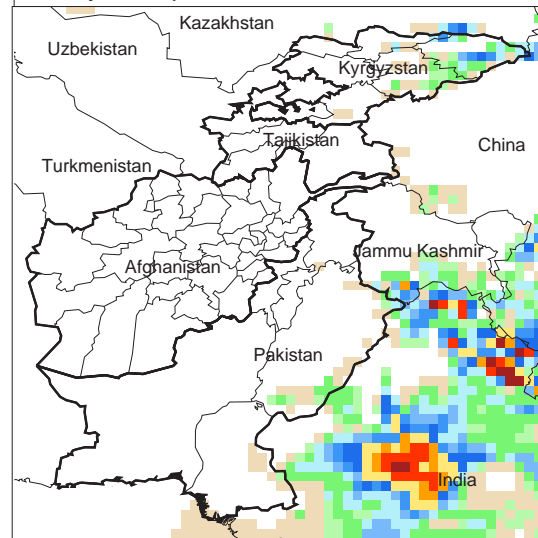 Kazakhstan
Uzbekistan
Kyrgyzstan
Tajikistan
China
Turkmenistan
Jammu Kashmir
Afghanistan
Pakistan
India